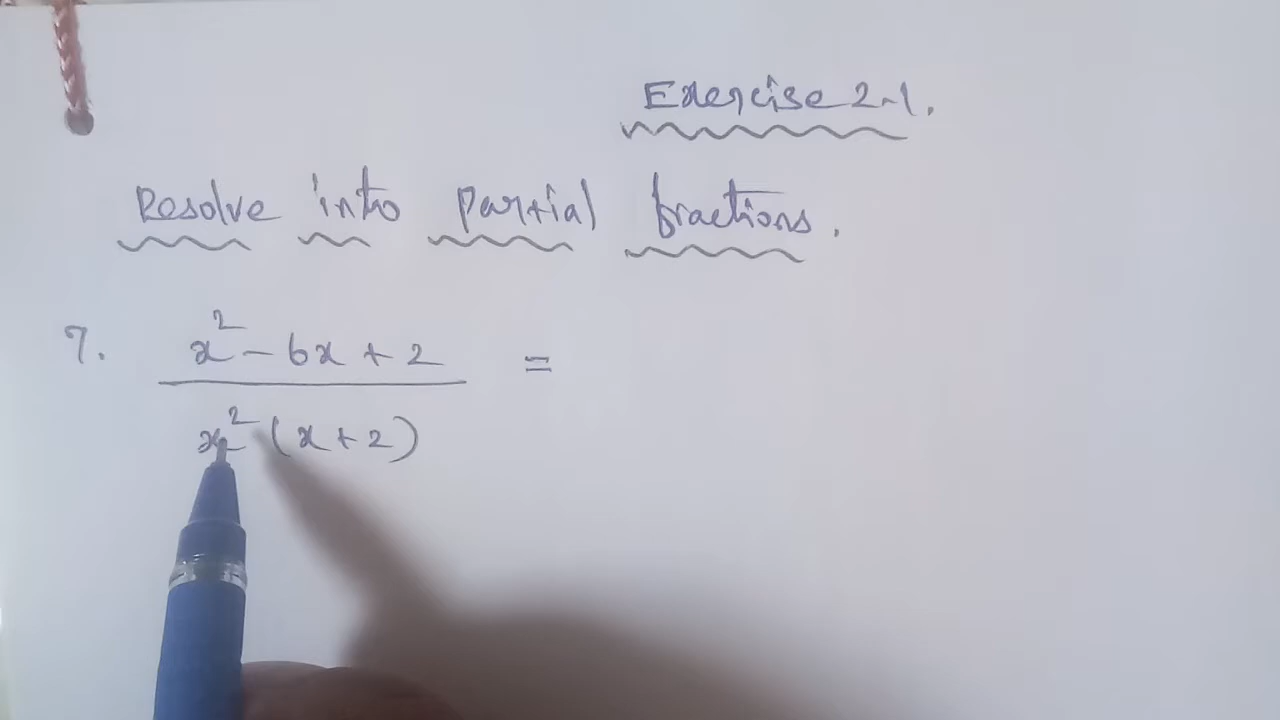 Exercise 2.1.
Resolve into Partial fractions.
7. x² - 6x + 2 =
x² (x + 2)